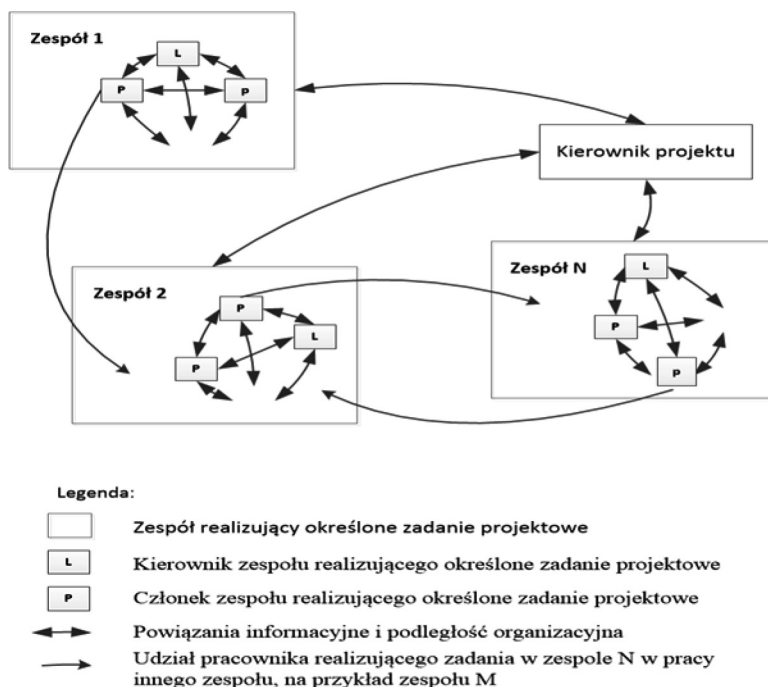 Zespół 1
L
P
P
Kierownik projektu
Zespół 2
P
L
P
Zespół N
L
P
P
Legenda:
Zespół realizujący określone zadanie projektowe
L
Kierownik zespołu realizującego określone zadanie projektowe
P
Członek zespołu realizującego określone zadanie projektowe
Powiązania informacyjne i podległość organizacyjna
Udział pracownika realizującego zadania w zespole N w pracy
innego zespołu, na przykład zespołu M